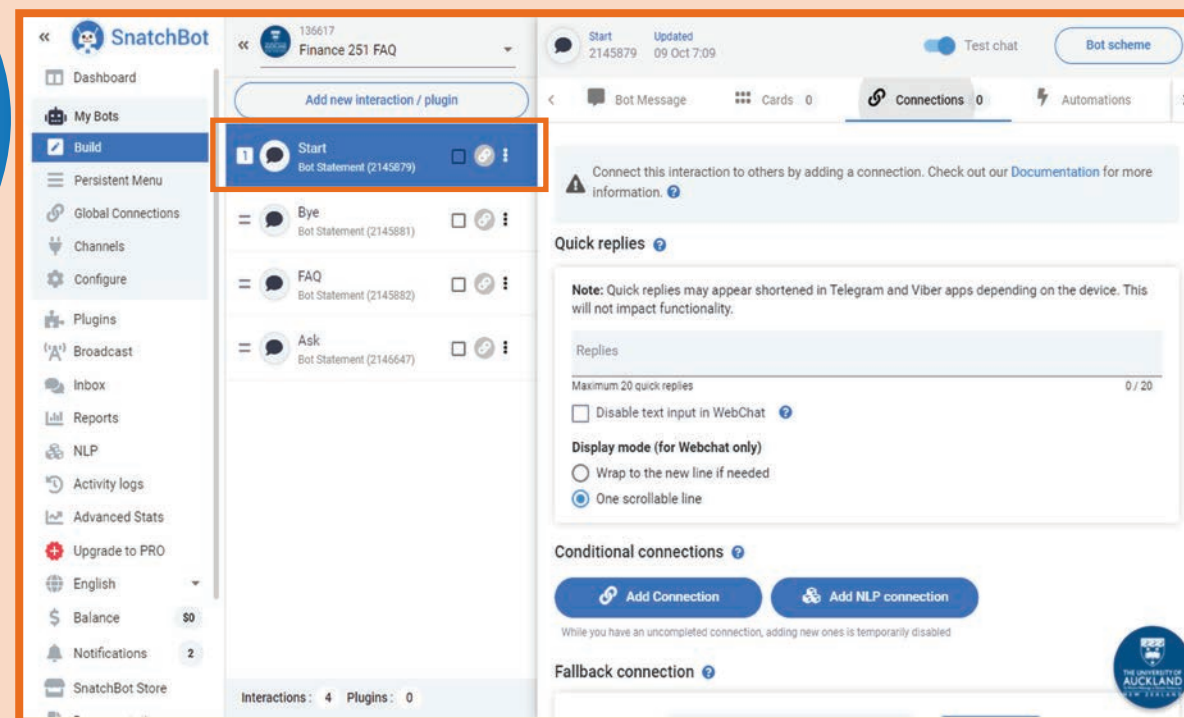 SnatchBot
Dashboard
My Bots
Build
Persistent Menu
Global Connections
Channels
Configure
Plugins
Broadcast
Inbox
Reports
NLP
Activity logs
Advanced Stats
Upgrade to PRO
English
Balance $0
Notifications 2
SnatchBot Store
136617
Finance 251 FAQ
Add new interaction / plugin
1 Start
Bot Statement (2145879)
Bye
Bot Statement (2145881)
FAQ
Bot Statement (2145882)
Ask
Bot Statement (2146647)
Interactions: 4 Plugins: 0
Start Updated
2145879 09 Oct 7:09
Test chat
Bot scheme
Bot Message Cards 0 Connections 0 Automations
Connect this interaction to others by adding a connection. Check out our Documentation for more
information.
Quick replies
Note: Quick replies may appear shortened in Telegram and Viber apps depending on the device. This
will not impact functionality.
Replies
Maximum 20 quick replies 0 / 20
Disable text input in WebChat
Display mode (for Webchat only)
Wrap to the new line if needed
One scrollable line
Conditional connections
Add Connection Add NLP connection
While you have an uncompleted connection, adding new ones is temporarily disabled
Fallback connection
THE UNIVERSITY OF
AUCKLAND
NEW ZEALAND